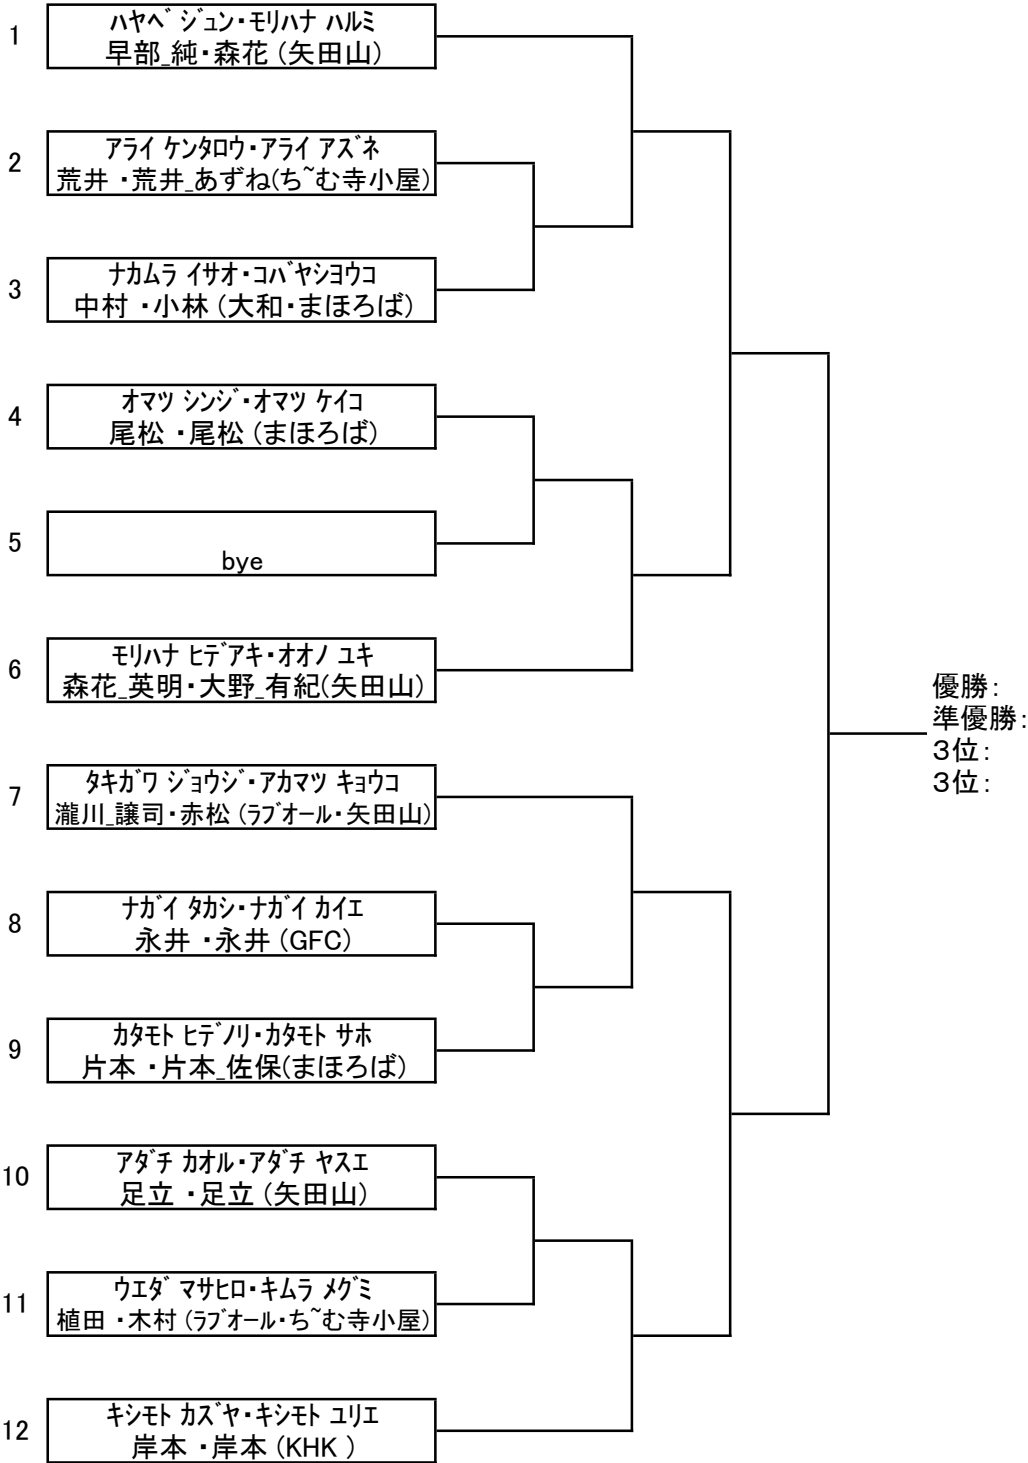 1
ハヤベ ジュン・モリハナ ハルミ
早部_純・森花 (矢田山)
2
アライ ケンタロウ・アライ アズネ
荒井 ・荒井_あずね(ち~む寺小屋)
3
ナカムラ イサオ・コバヤシヨウコ
中村 ・小林 (大和・まほろば)
4
オマツ シンジ・オマツ ケイコ
尾松 ・尾松 (まほろば)
5
bye
6
モリハナ ヒデアキ・オオノ ユキ
森花_英明・大野_有紀(矢田山)
7
タキガワ ジョウジ・アカマツ キョウコ
瀧川_譲司・赤松 (ラブオール・矢田山)
8
ナガイ タカシ・ナガイ カイエ
永井 ・永井 (GFC)
9
カタモト ヒデノリ・カタモト サホ
片本 ・片本_佐保(まほろば)
10
アダチ カオル・アダチ ヤスエ
足立 ・足立 (矢田山)
11
ウエダ マサヒロ・キムラ メグミ
植田 ・木村 (ラブオール・ち~む寺小屋)
12
キシモト カズヤ・キシモト ユリエ
岸本 ・岸本 (KHK )
優勝:
準優勝:
3位:
3位: